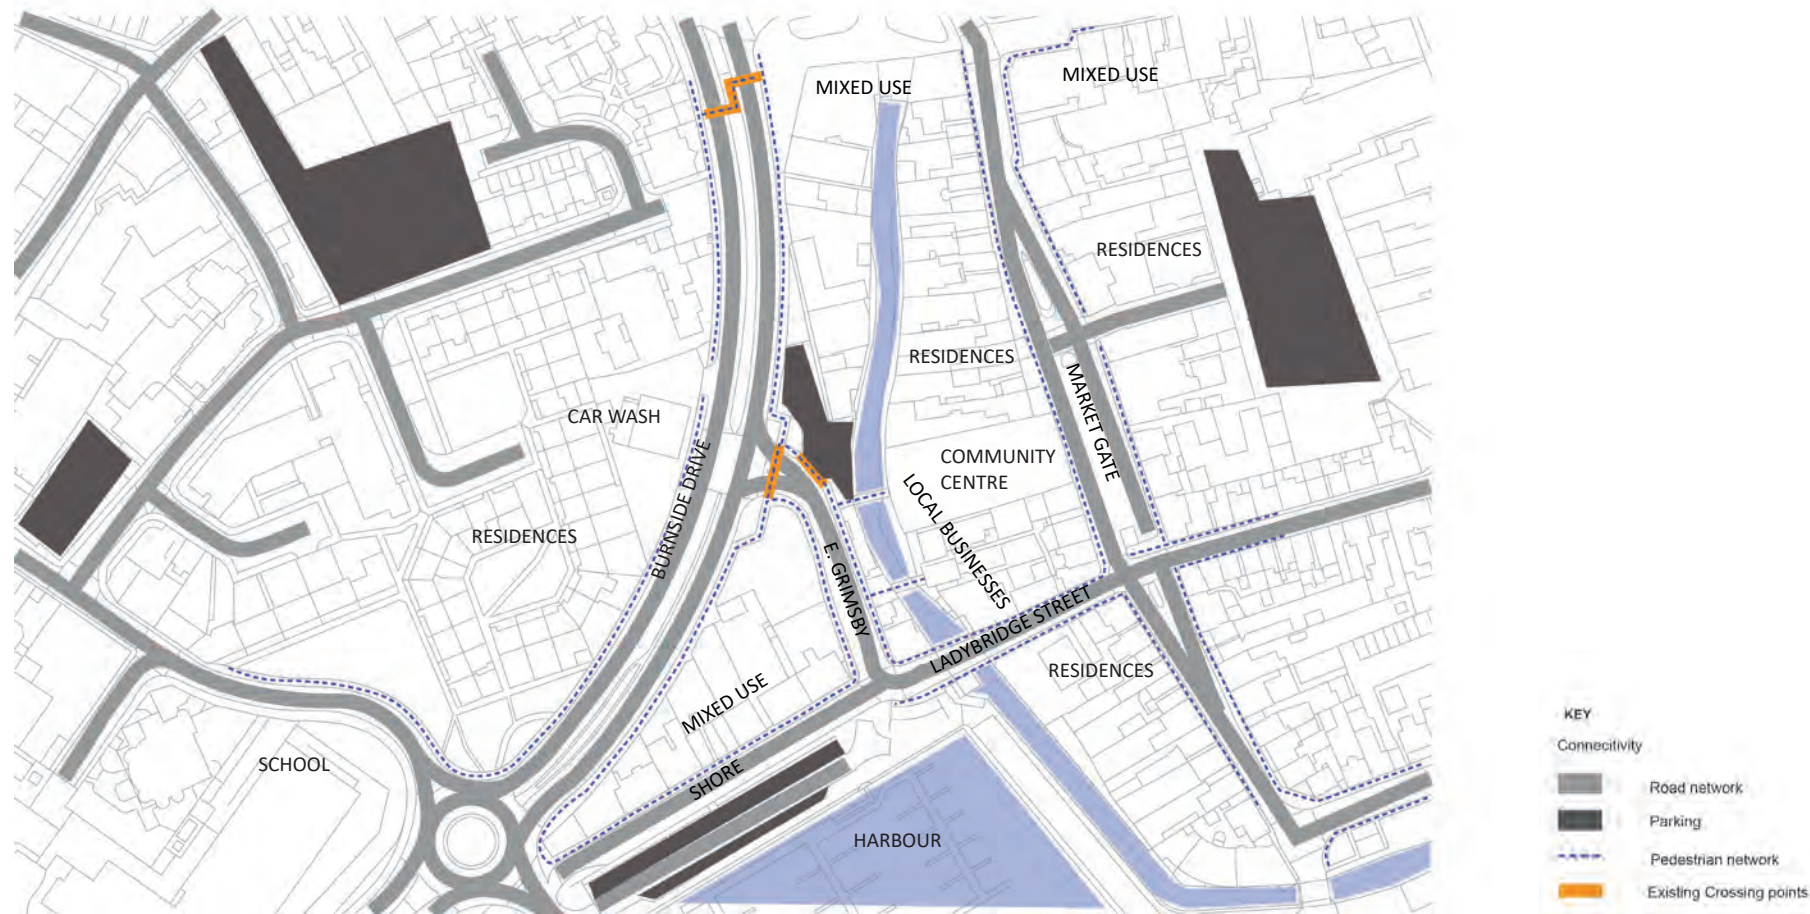 MIXED USE
MIXED USE
RESIDENCES
RESIDENCES
CAR WASH
MARKET GATE
BURNSIDE DRIVE
COMMUNITY
CENTRE
LOCAL BUSINESSES
RESIDENCES
E. GRIMSBY
LADYBRIDGE STREET
RESIDENCES
MIXED USE
SCHOOL
SHORE
HARBOUR
KEY
Connecitivity
Road network
Parking
Pedestrian network
Existing Crossing points